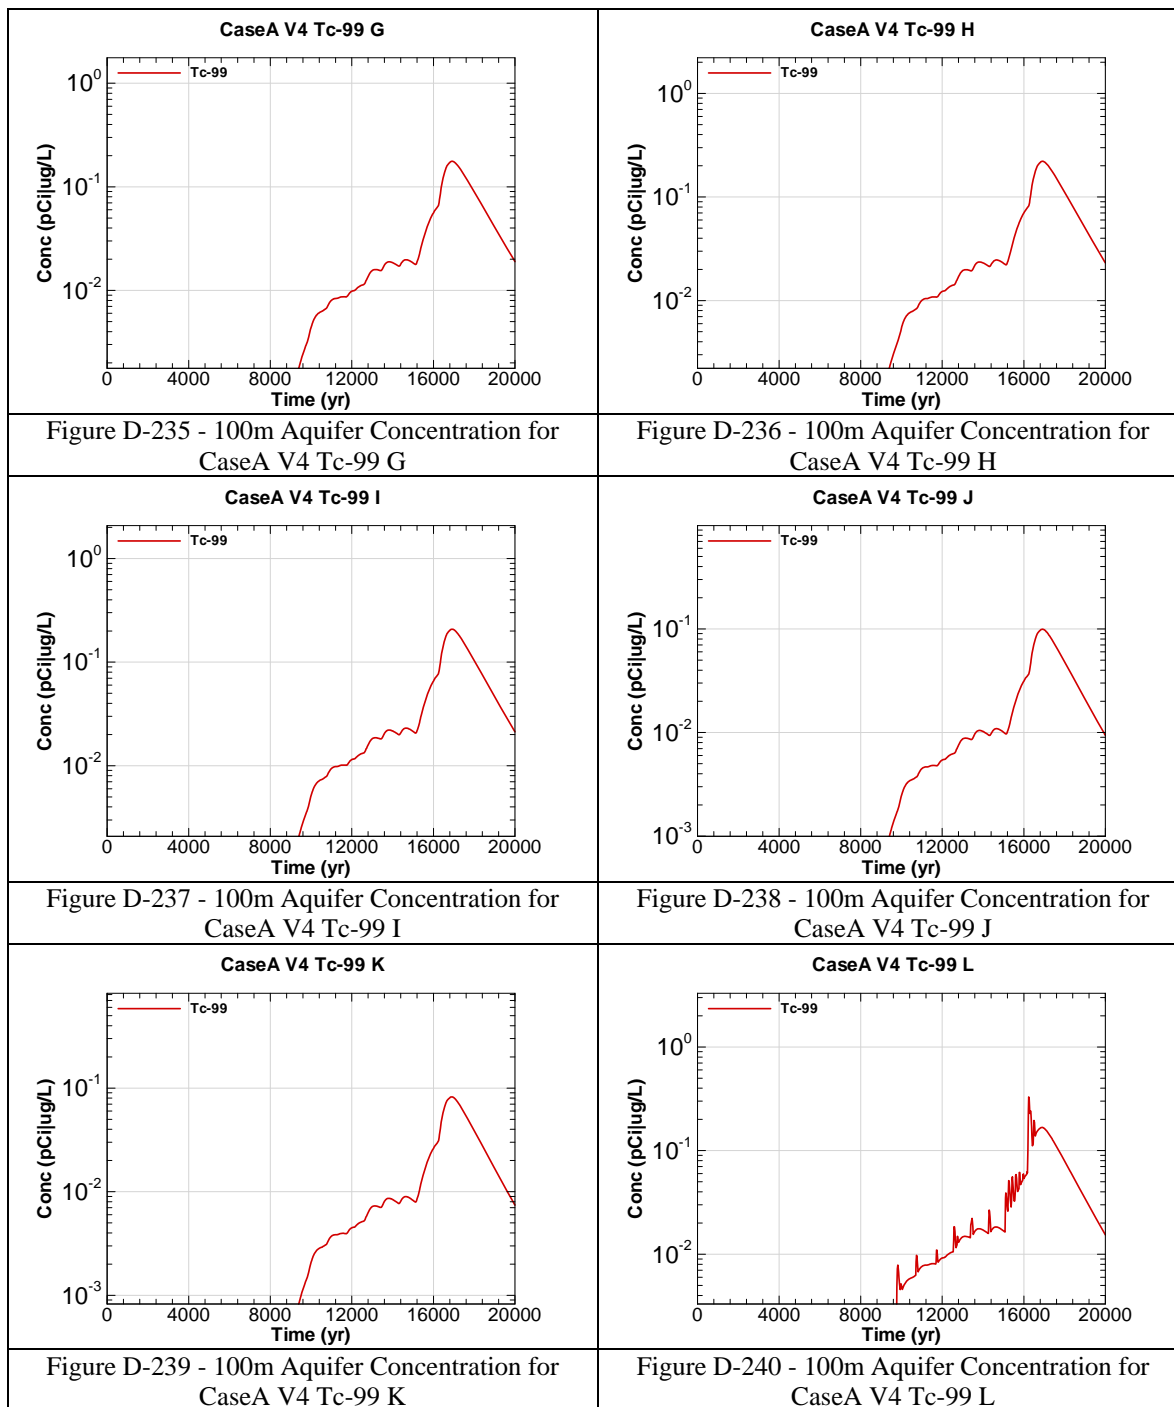 CaseA V4 Tc-99 G
Tc-99
10^0
10^-1
10^-2
Conc (pCi|ug/L)
0 4000 8000 12000 16000 20000
Time (yr)
Figure D-235 - 100m Aquifer Concentration for
CaseA V4 Tc-99 G
CaseA V4 Tc-99 H
Tc-99
10^0
10^-1
10^-2
Conc (pCi|ug/L)
0 4000 8000 12000 16000 20000
Time (yr)
Figure D-236 - 100m Aquifer Concentration for
CaseA V4 Tc-99 H
CaseA V4 Tc-99 I
Tc-99
10^0
10^-1
10^-2
Conc (pCi|ug/L)
0 4000 8000 12000 16000 20000
Time (yr)
Figure D-237 - 100m Aquifer Concentration for
CaseA V4 Tc-99 I
CaseA V4 Tc-99 J
Tc-99
10^-1
10^-2
10^-3
Conc (pCi|ug/L)
0 4000 8000 12000 16000 20000
Time (yr)
Figure D-238 - 100m Aquifer Concentration for
CaseA V4 Tc-99 J
CaseA V4 Tc-99 K
Tc-99
10^-1
10^-2
10^-3
Conc (pCi|ug/L)
0 4000 8000 12000 16000 20000
Time (yr)
Figure D-239 - 100m Aquifer Concentration for
CaseA V4 Tc-99 K
CaseA V4 Tc-99 L
Tc-99
10^0
10^-1
10^-2
Conc (pCi|ug/L)
0 4000 8000 12000 16000 20000
Time (yr)
Figure D-240 - 100m Aquifer Concentration for
CaseA V4 Tc-99 L